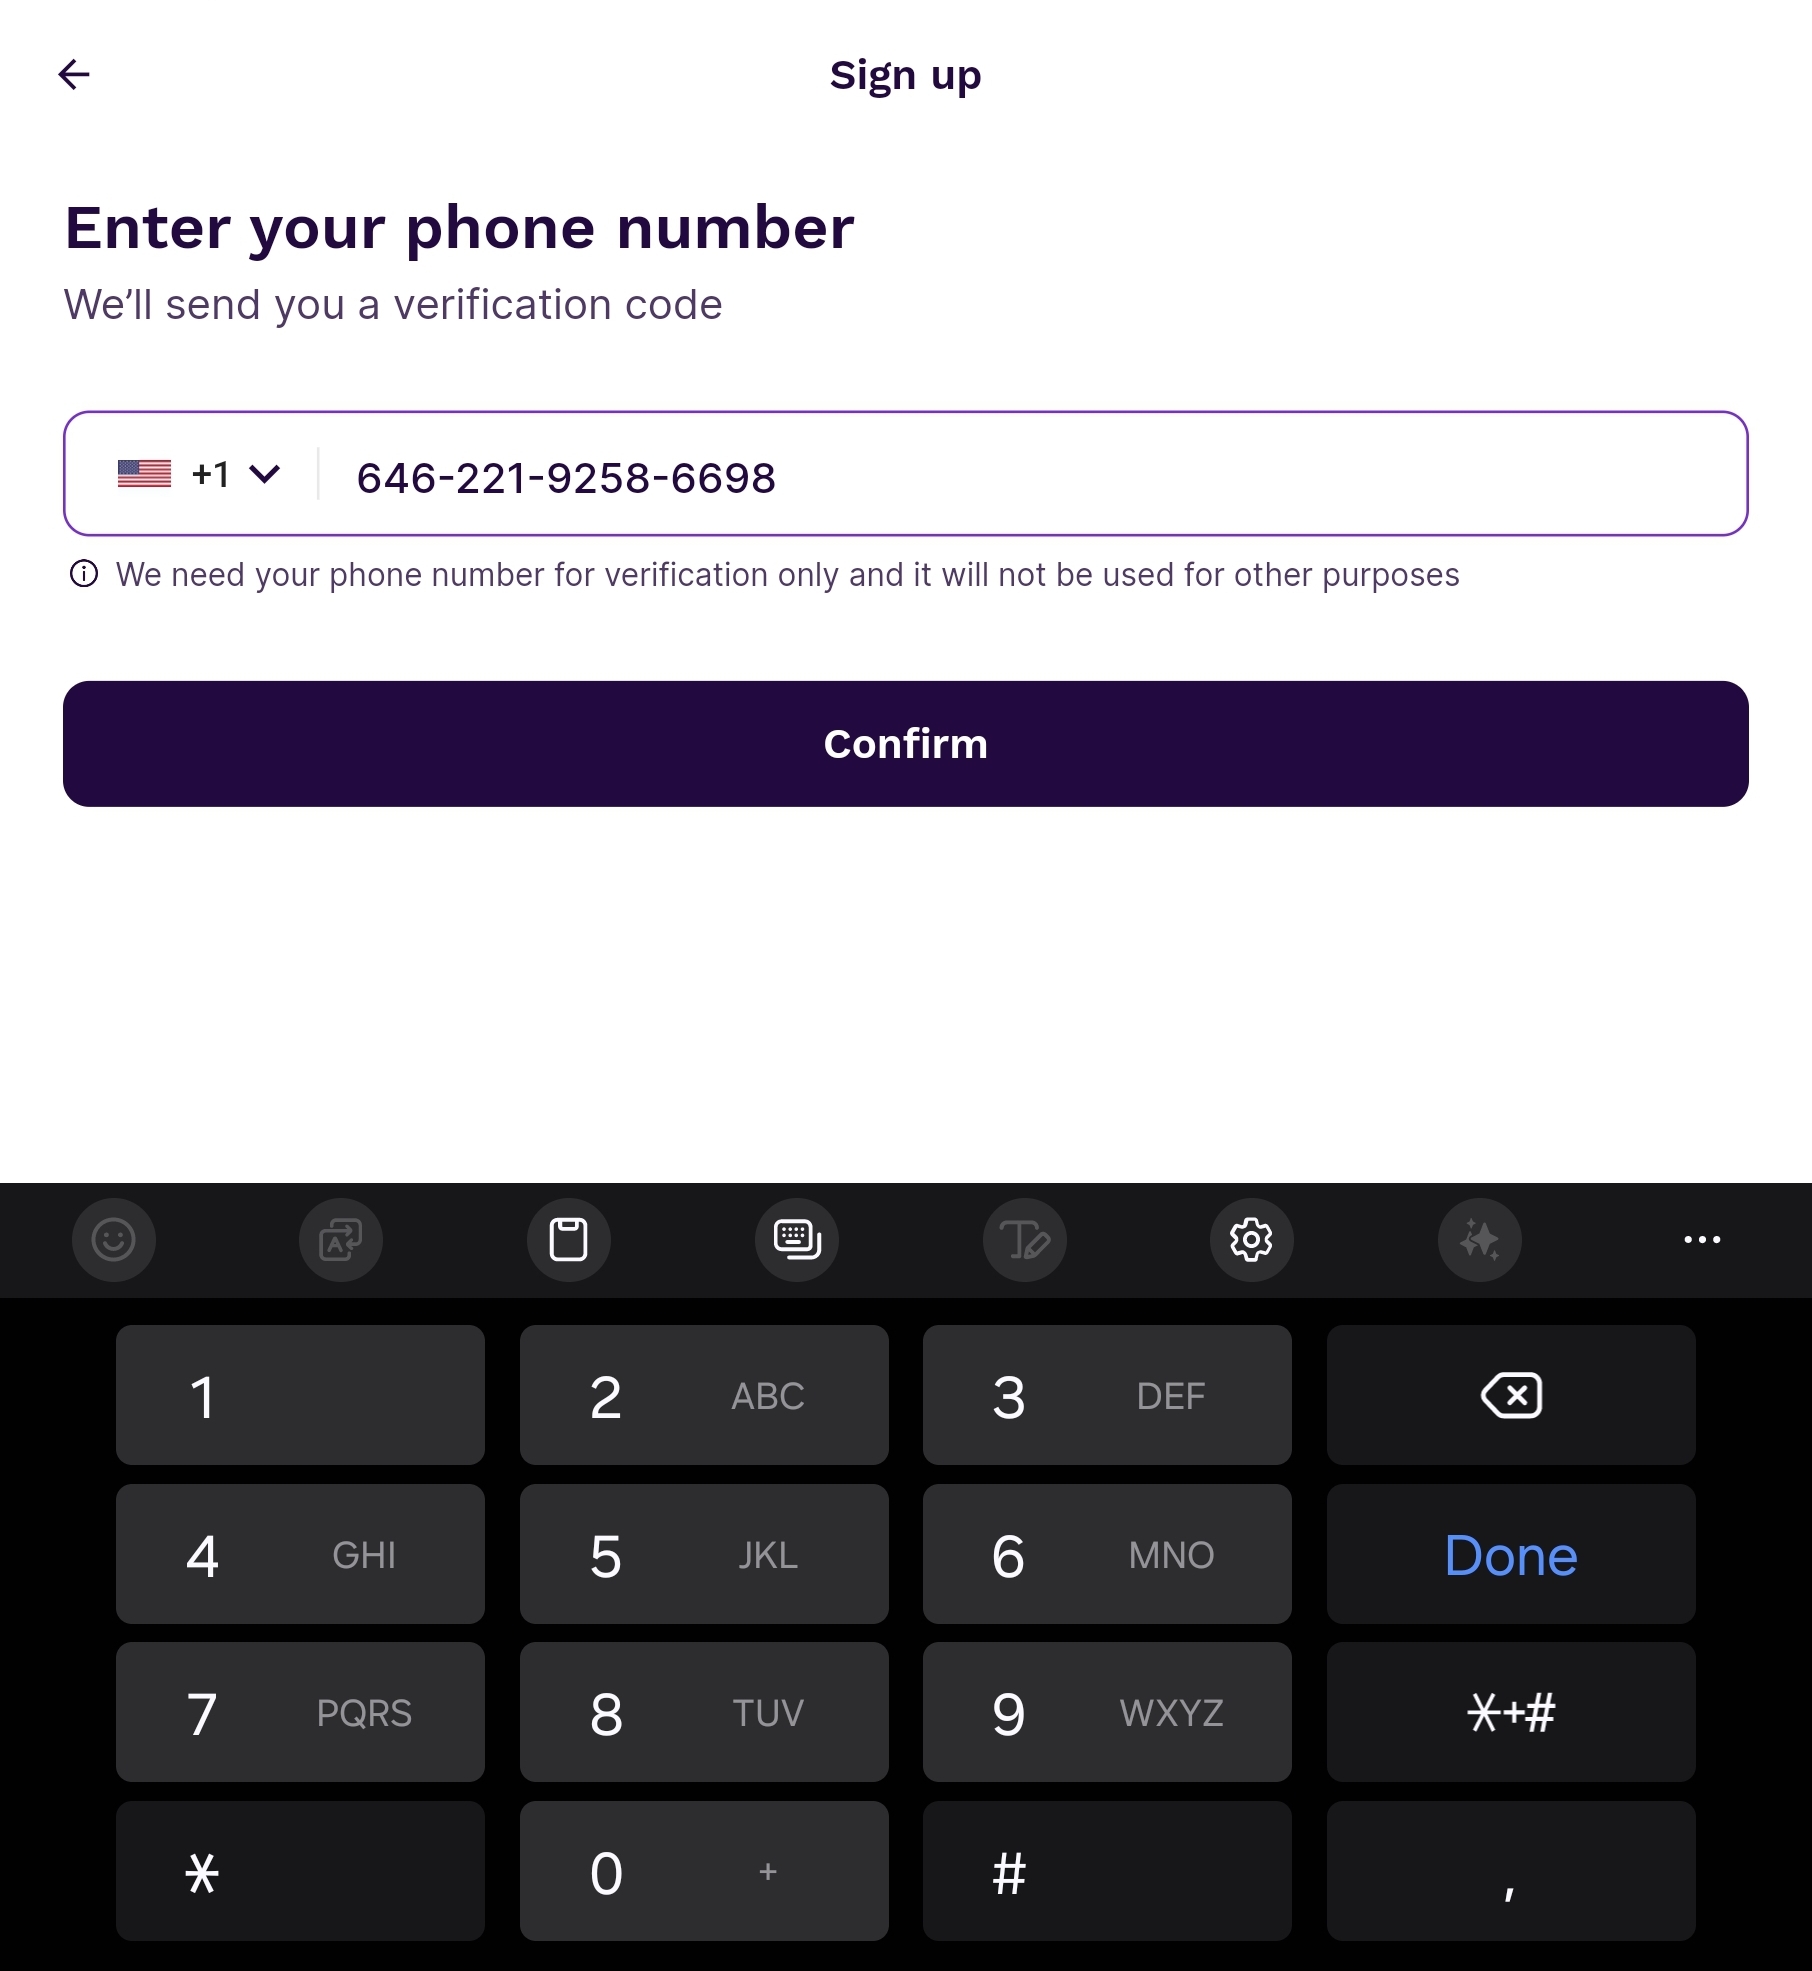 Sign up
Enter your phone number
We’ll send you a verification code
+1 646-221-9258-6698
We need your phone number for verification only and it will not be used for other purposes
Confirm
1 2 ABC 3 DEF
4 GHI 5 JKL 6 MNO Done
7 PQRS 8 TUV 9 WXYZ *+#
* 0 + # ,